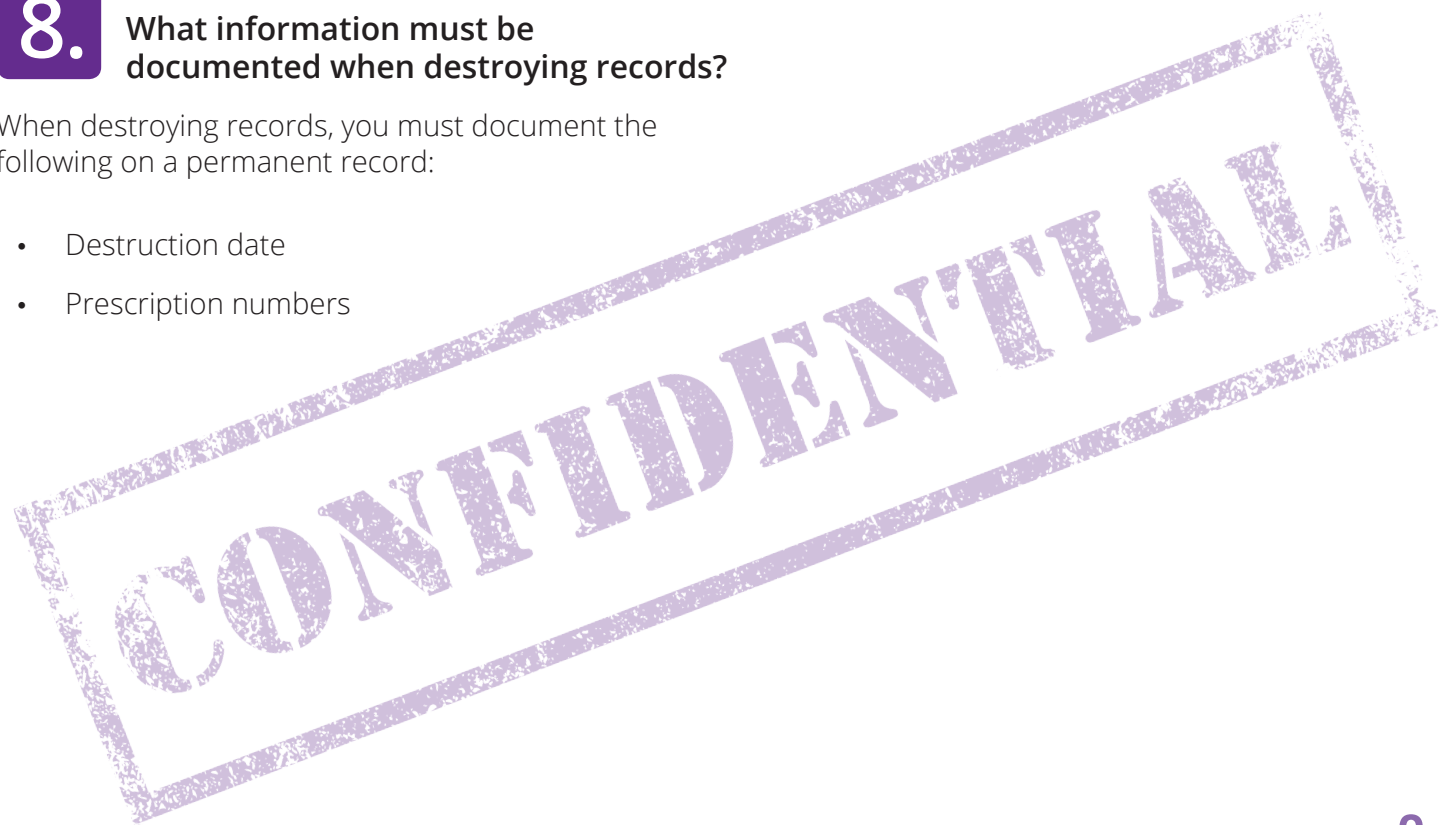 8.
What information must be
documented when destroying records?
When destroying records, you must document the
following on a permanent record:
• Destruction date
• Prescription numbers
CONFIDENTIAL